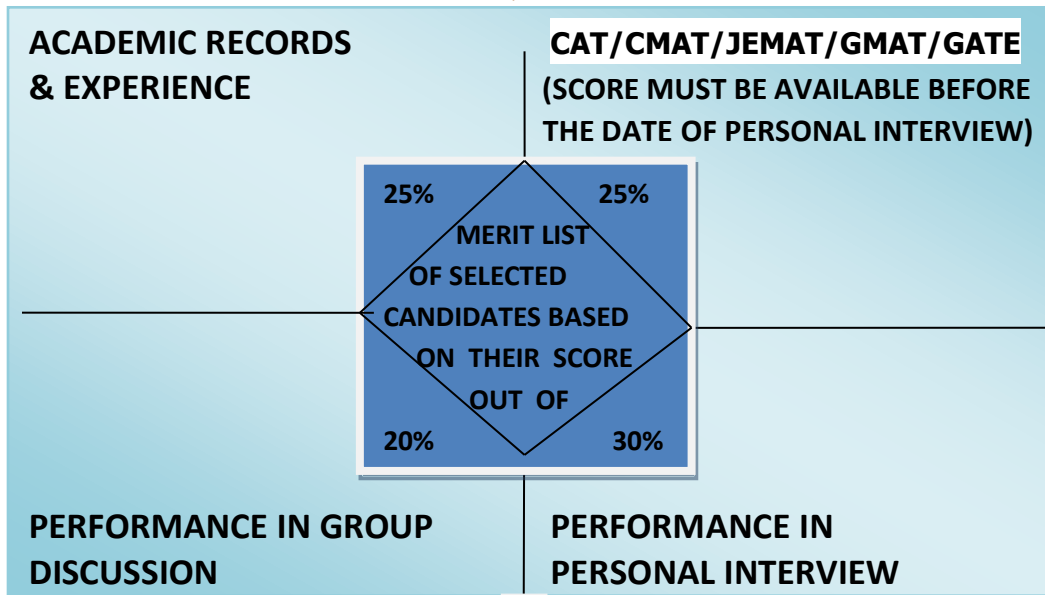 ACADEMIC RECORDS
& EXPERIENCE
CAT/CMAT/JEMAT/GMAT/GATE
(SCORE MUST BE AVAILABLE BEFORE
THE DATE OF PERSONAL INTERVIEW)
25%
25%
MERIT LIST
OF SELECTED
CANDIDATES BASED
ON THEIR SCORE
OUT OF
20%
30%
PERFORMANCE IN GROUP
DISCUSSION
PERFORMANCE IN
PERSONAL INTERVIEW